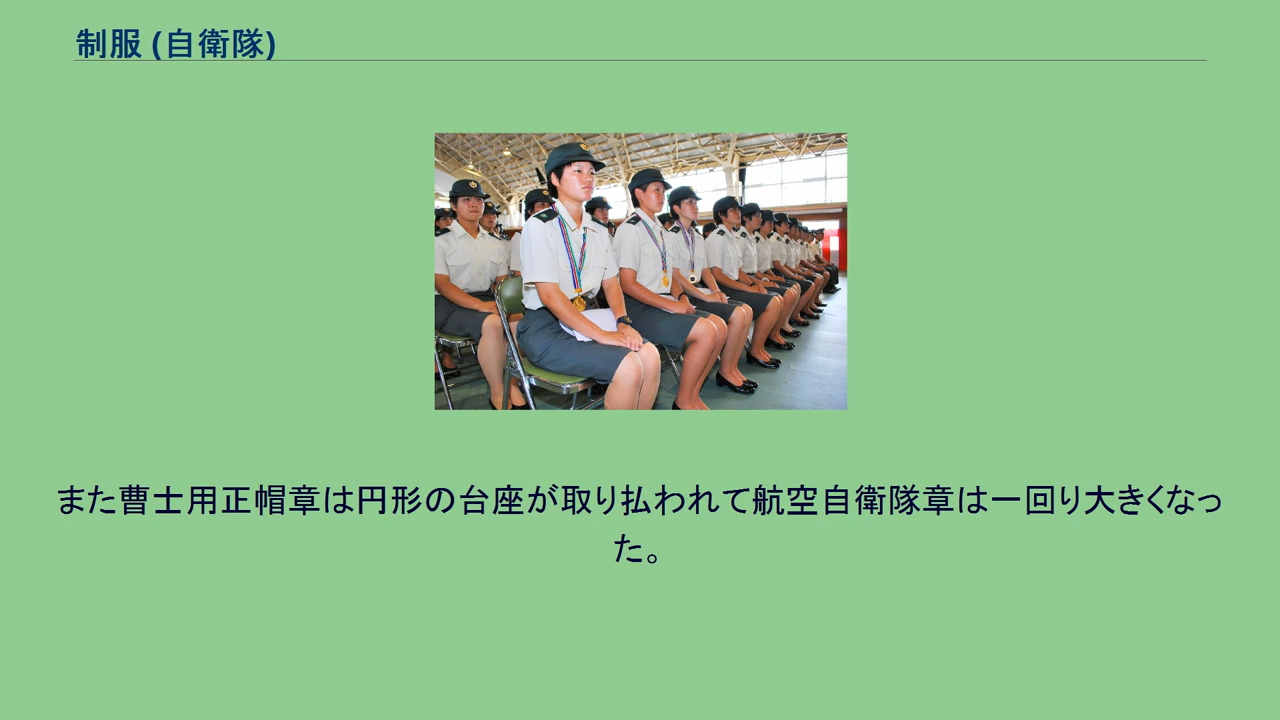 制服 (自衛隊)
また曹士用正帽章は円形の台座が取り払われて航空自衛隊章は一回り大きくなっ
た。